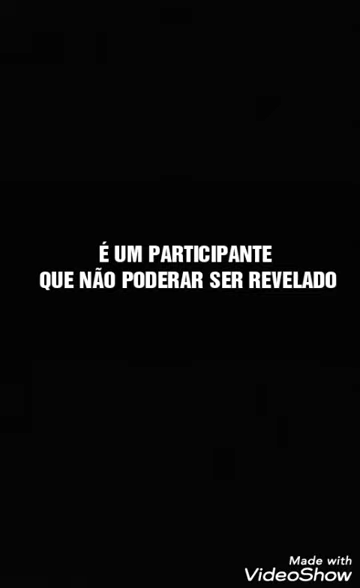 É UM PARTICIPANTE
QUE NÃO PODERAR SER REVELADO
Made with
VideoShow